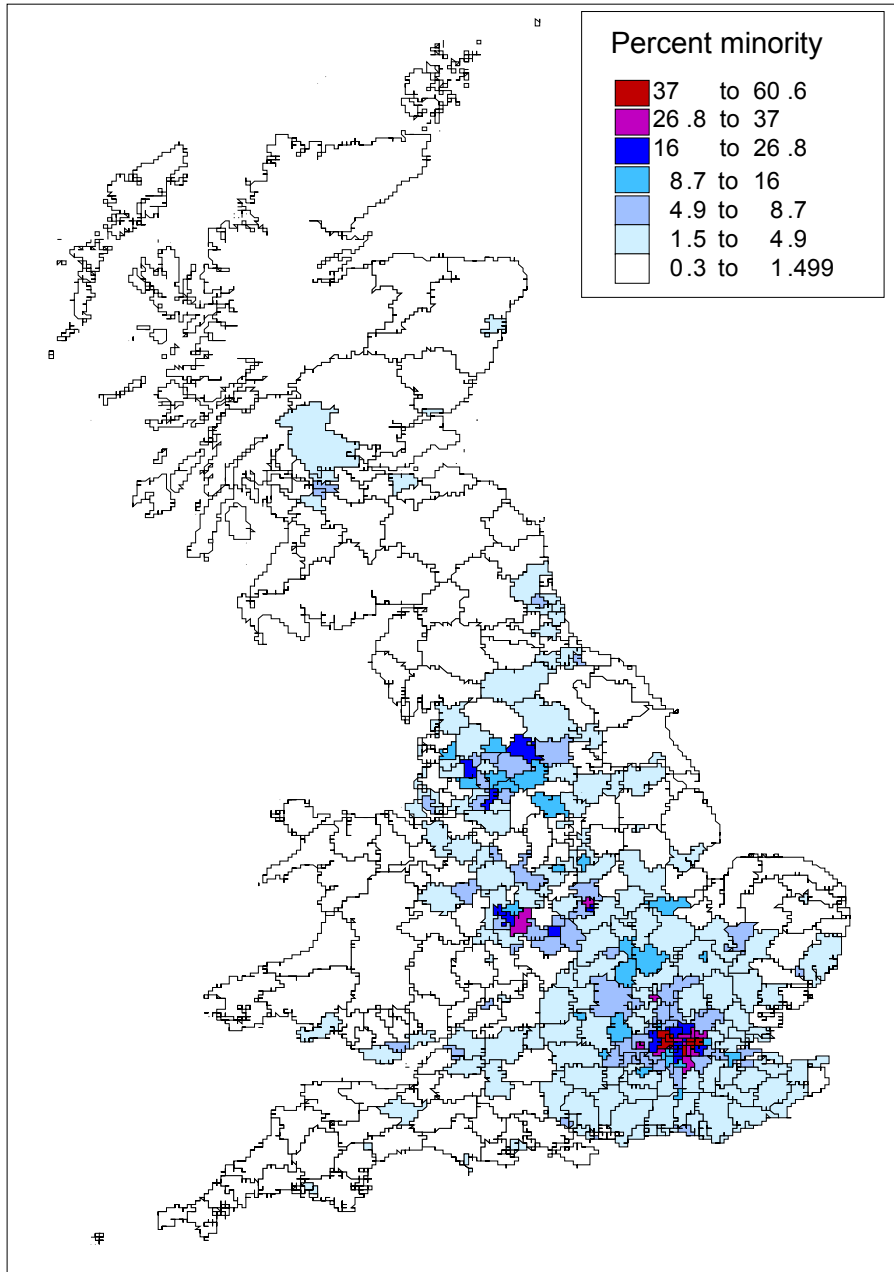 Percent minority
37 to 60 .6
26 .8 to 37
16 to 26 .8
8.7 to 16
4.9 to 8.7
1.5 to 4.9
0.3 to 1.499